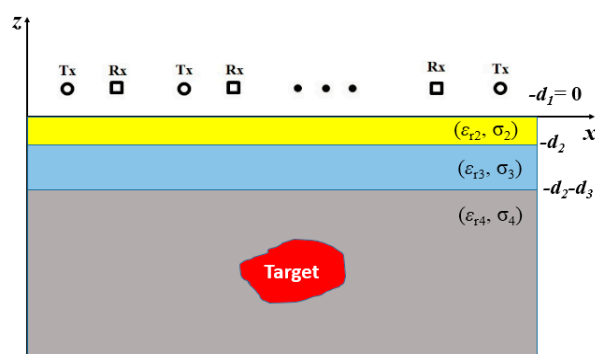 z
Tx Rx Tx Rx • • • Rx Tx
-d₁= 0
x
(εr2, σ2)
-d₂
(εr3, σ3)
-d₂-d₃
(εr4, σ4)
Target